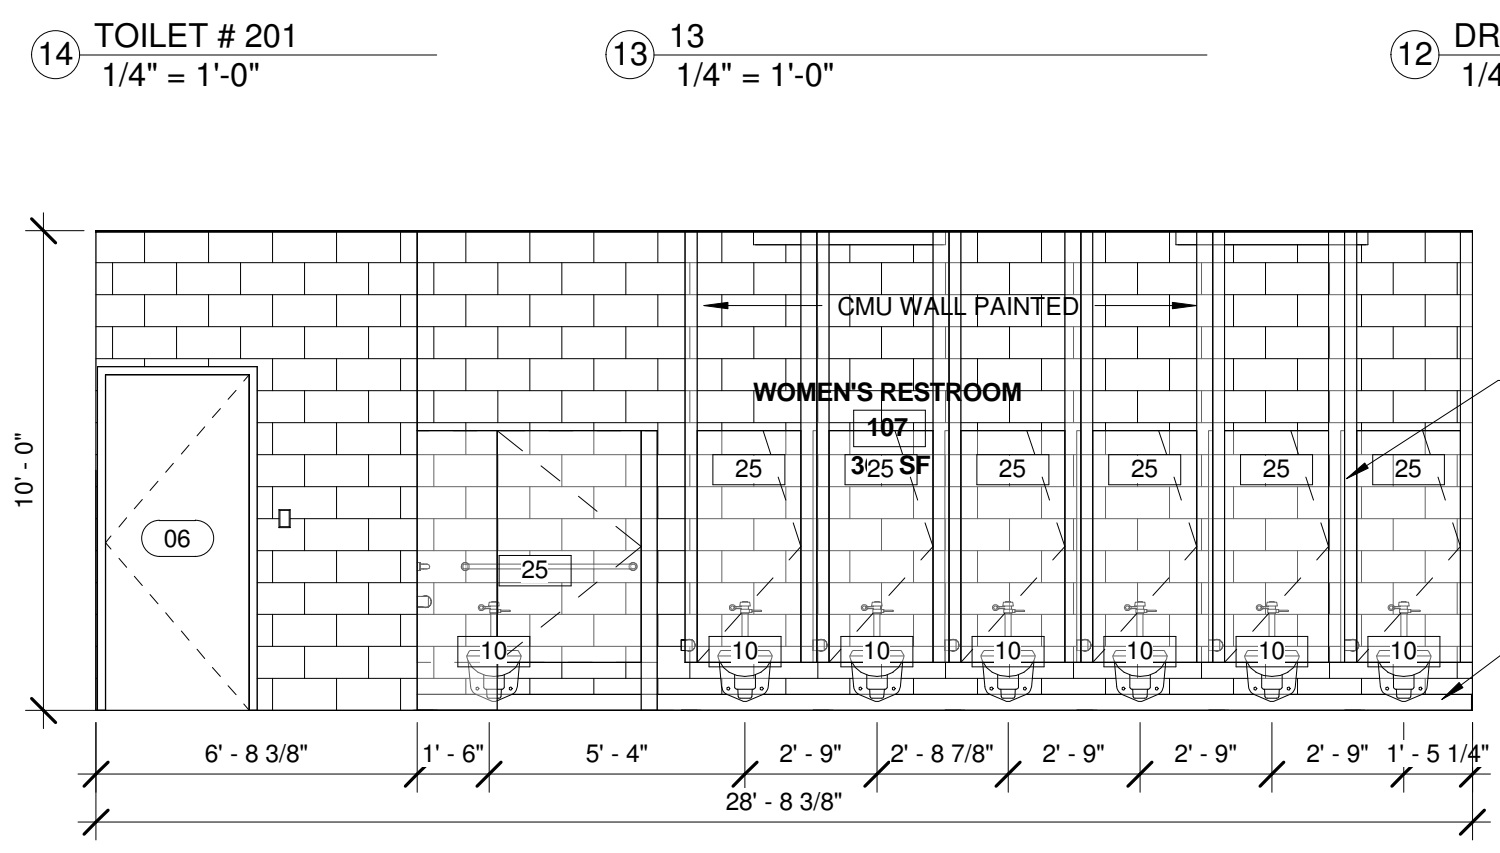 14 TOILET # 201
1/4" = 1'-0"
13 13
1/4" = 1'-0"
12 DR
1/4
CMU WALL PAINTED
WOMEN'S RESTROOM
107
SF
25 25 25 25 25 25
10' - 0"
06
25
10 10 10 10 10 10 10
6' - 8 3/8" 1' - 6" 5' - 4" 2' - 9" 2' - 8 7/8" 2' - 9" 2' - 9" 2' - 9" 1' - 5 1/4"
28' - 8 3/8"